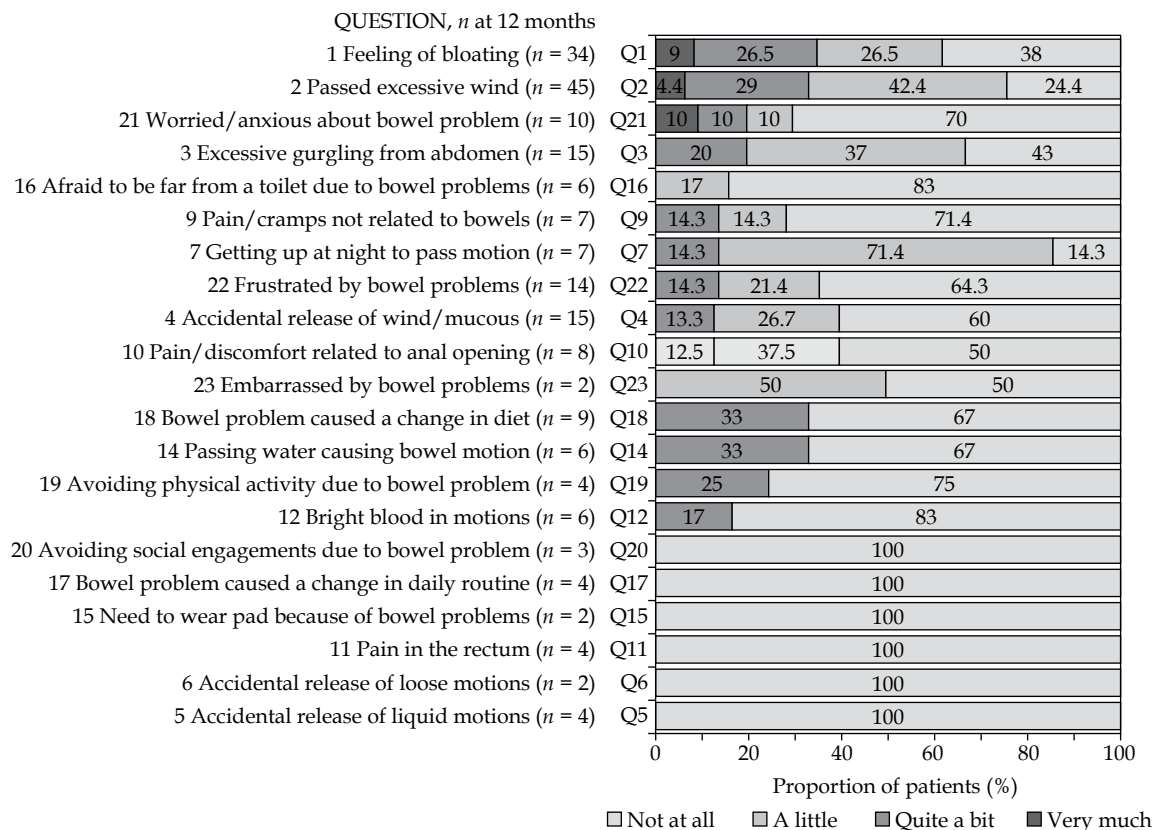 QUESTION, n at 12 months
1 Feeling of bloating (n = 34) Q1 9 26.5 26.5 38
2 Passed excessive wind (n = 45) Q2 4.4 29 42.4 24.4
21 Worried/anxious about bowel problem (n = 10) Q21 10 10 10 70
3 Excessive gurgling from abdomen (n = 15) Q3 20 37 43
16 Afraid to be far from a toilet due to bowel problems (n = 6) Q16 17 83
9 Pain/cramps not related to bowels (n = 7) Q9 14.3 14.3 71.4
7 Getting up at night to pass motion (n = 7) Q7 14.3 71.4 14.3
22 Frustrated by bowel problems (n = 14) Q22 14.3 21.4 64.3
4 Accidental release of wind/mucous (n = 15) Q4 13.3 26.7 60
10 Pain/discomfort related to anal opening (n = 8) Q10 12.5 37.5 50
23 Embarrassed by bowel problems (n = 2) Q23 50 50
18 Bowel problem caused a change in diet (n = 9) Q18 33 67
14 Passing water causing bowel motion (n = 6) Q14 33 67
19 Avoiding physical activity due to bowel problem (n = 4) Q19 25 75
12 Bright blood in motions (n = 6) Q12 17 83
20 Avoiding social engagements due to bowel problem (n = 3) Q20 100
17 Bowel problem caused a change in daily routine (n = 4) Q17 100
15 Need to wear pad because of bowel problems (n = 2) Q15 100
11 Pain in the rectum (n = 4) Q11 100
6 Accidental release of loose motions (n = 2) Q6 100
5 Accidental release of liquid motions (n = 4) Q5 100
0 20 40 60 80 100
Proportion of patients (%)
Not at all A little Quite a bit Very much